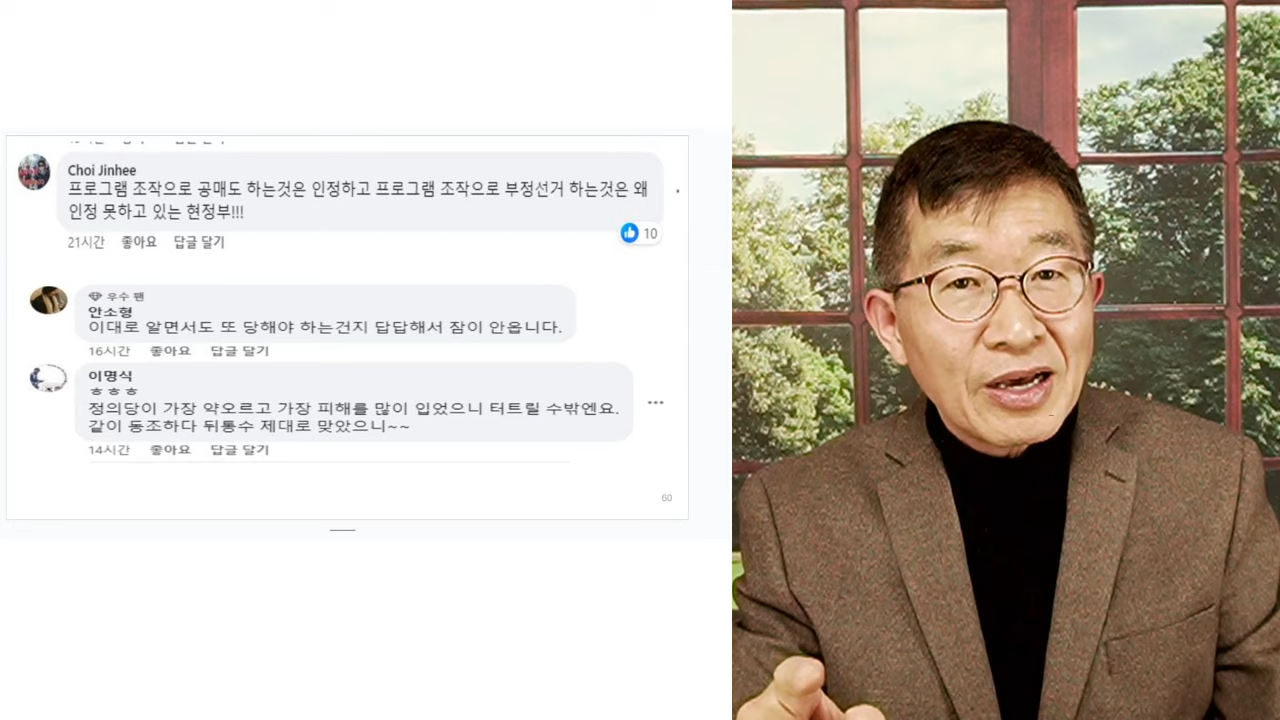 Choi Jinhee
프로그램 조작으로 공매도 하는것은 인정하고 프로그램 조작으로 부정선거 하는것은 왜
인정 못하고 있는 현정부!!!
21시간 좋아요 답글 달기
10
우수 팬
안소형
이대로 알면서도 또 당해야 하는건지 답답해서 잠이 안옵니다.
16시간 좋아요 답글 달기
이명식
ㅎㅎㅎ
정의당이 가장 약오르고 가장 피해를 많이 입었으니 터트릴 수밖엔요.
같이 동조하다 뒤통수 제대로 맞았으니~~
14시간 좋아요 답글 달기
60